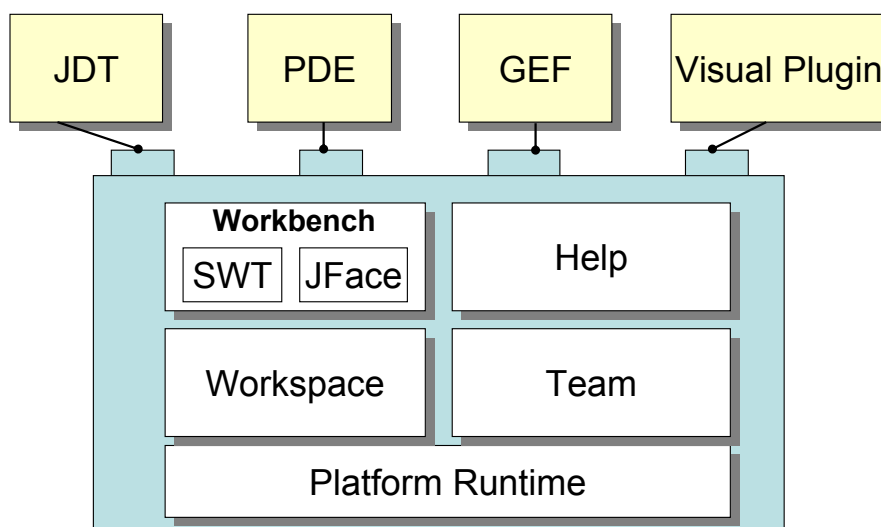 JDT
PDE
GEF
Visual Plugin
Workbench
SWT
JFace
Help
Workspace
Team
Platform Runtime